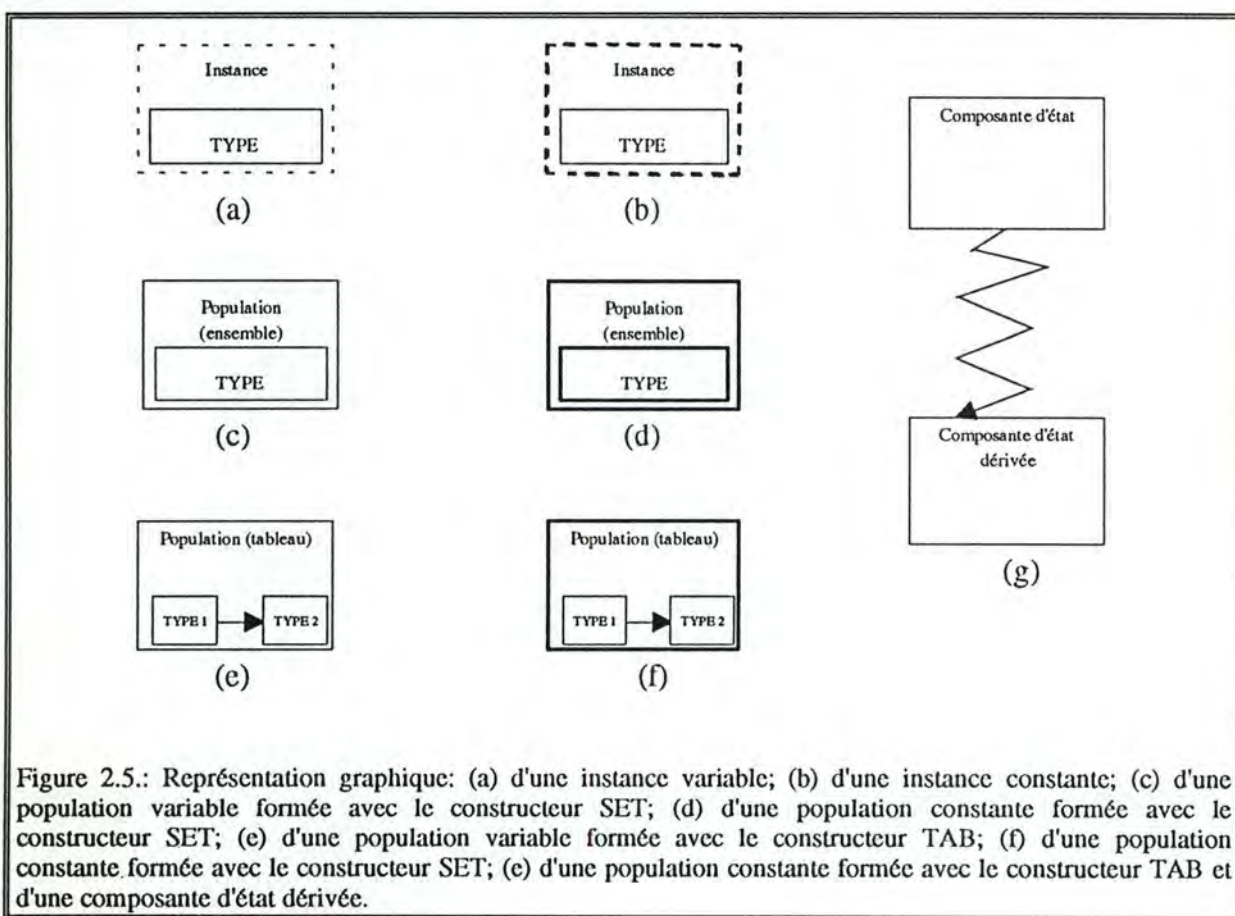 Instance
TYPE
(a)
Instance
TYPE
(b)
Composante d'état
Population
(ensemble)
TYPE
(c)
Population
(ensemble)
TYPE
(d)
Composante d'état
dérivée
(g)
Population (tableau)
TYPE 1
TYPE 2
(e)
Population (tableau)
TYPE 1
TYPE 2
(f)
Figure 2.5.: Représentation graphique: (a) d'une instance variable; (b) d'une instance constante; (c) d'une
population variable formée avec le constructeur SET; (d) d'une population constante formée avec le
constructeur SET; (e) d'une population variable formée avec le constructeur TAB; (f) d'une population
constante formée avec le constructeur SET; (e) d'une population constante formée avec le constructeur TAB et
d'une composante d'état dérivée.